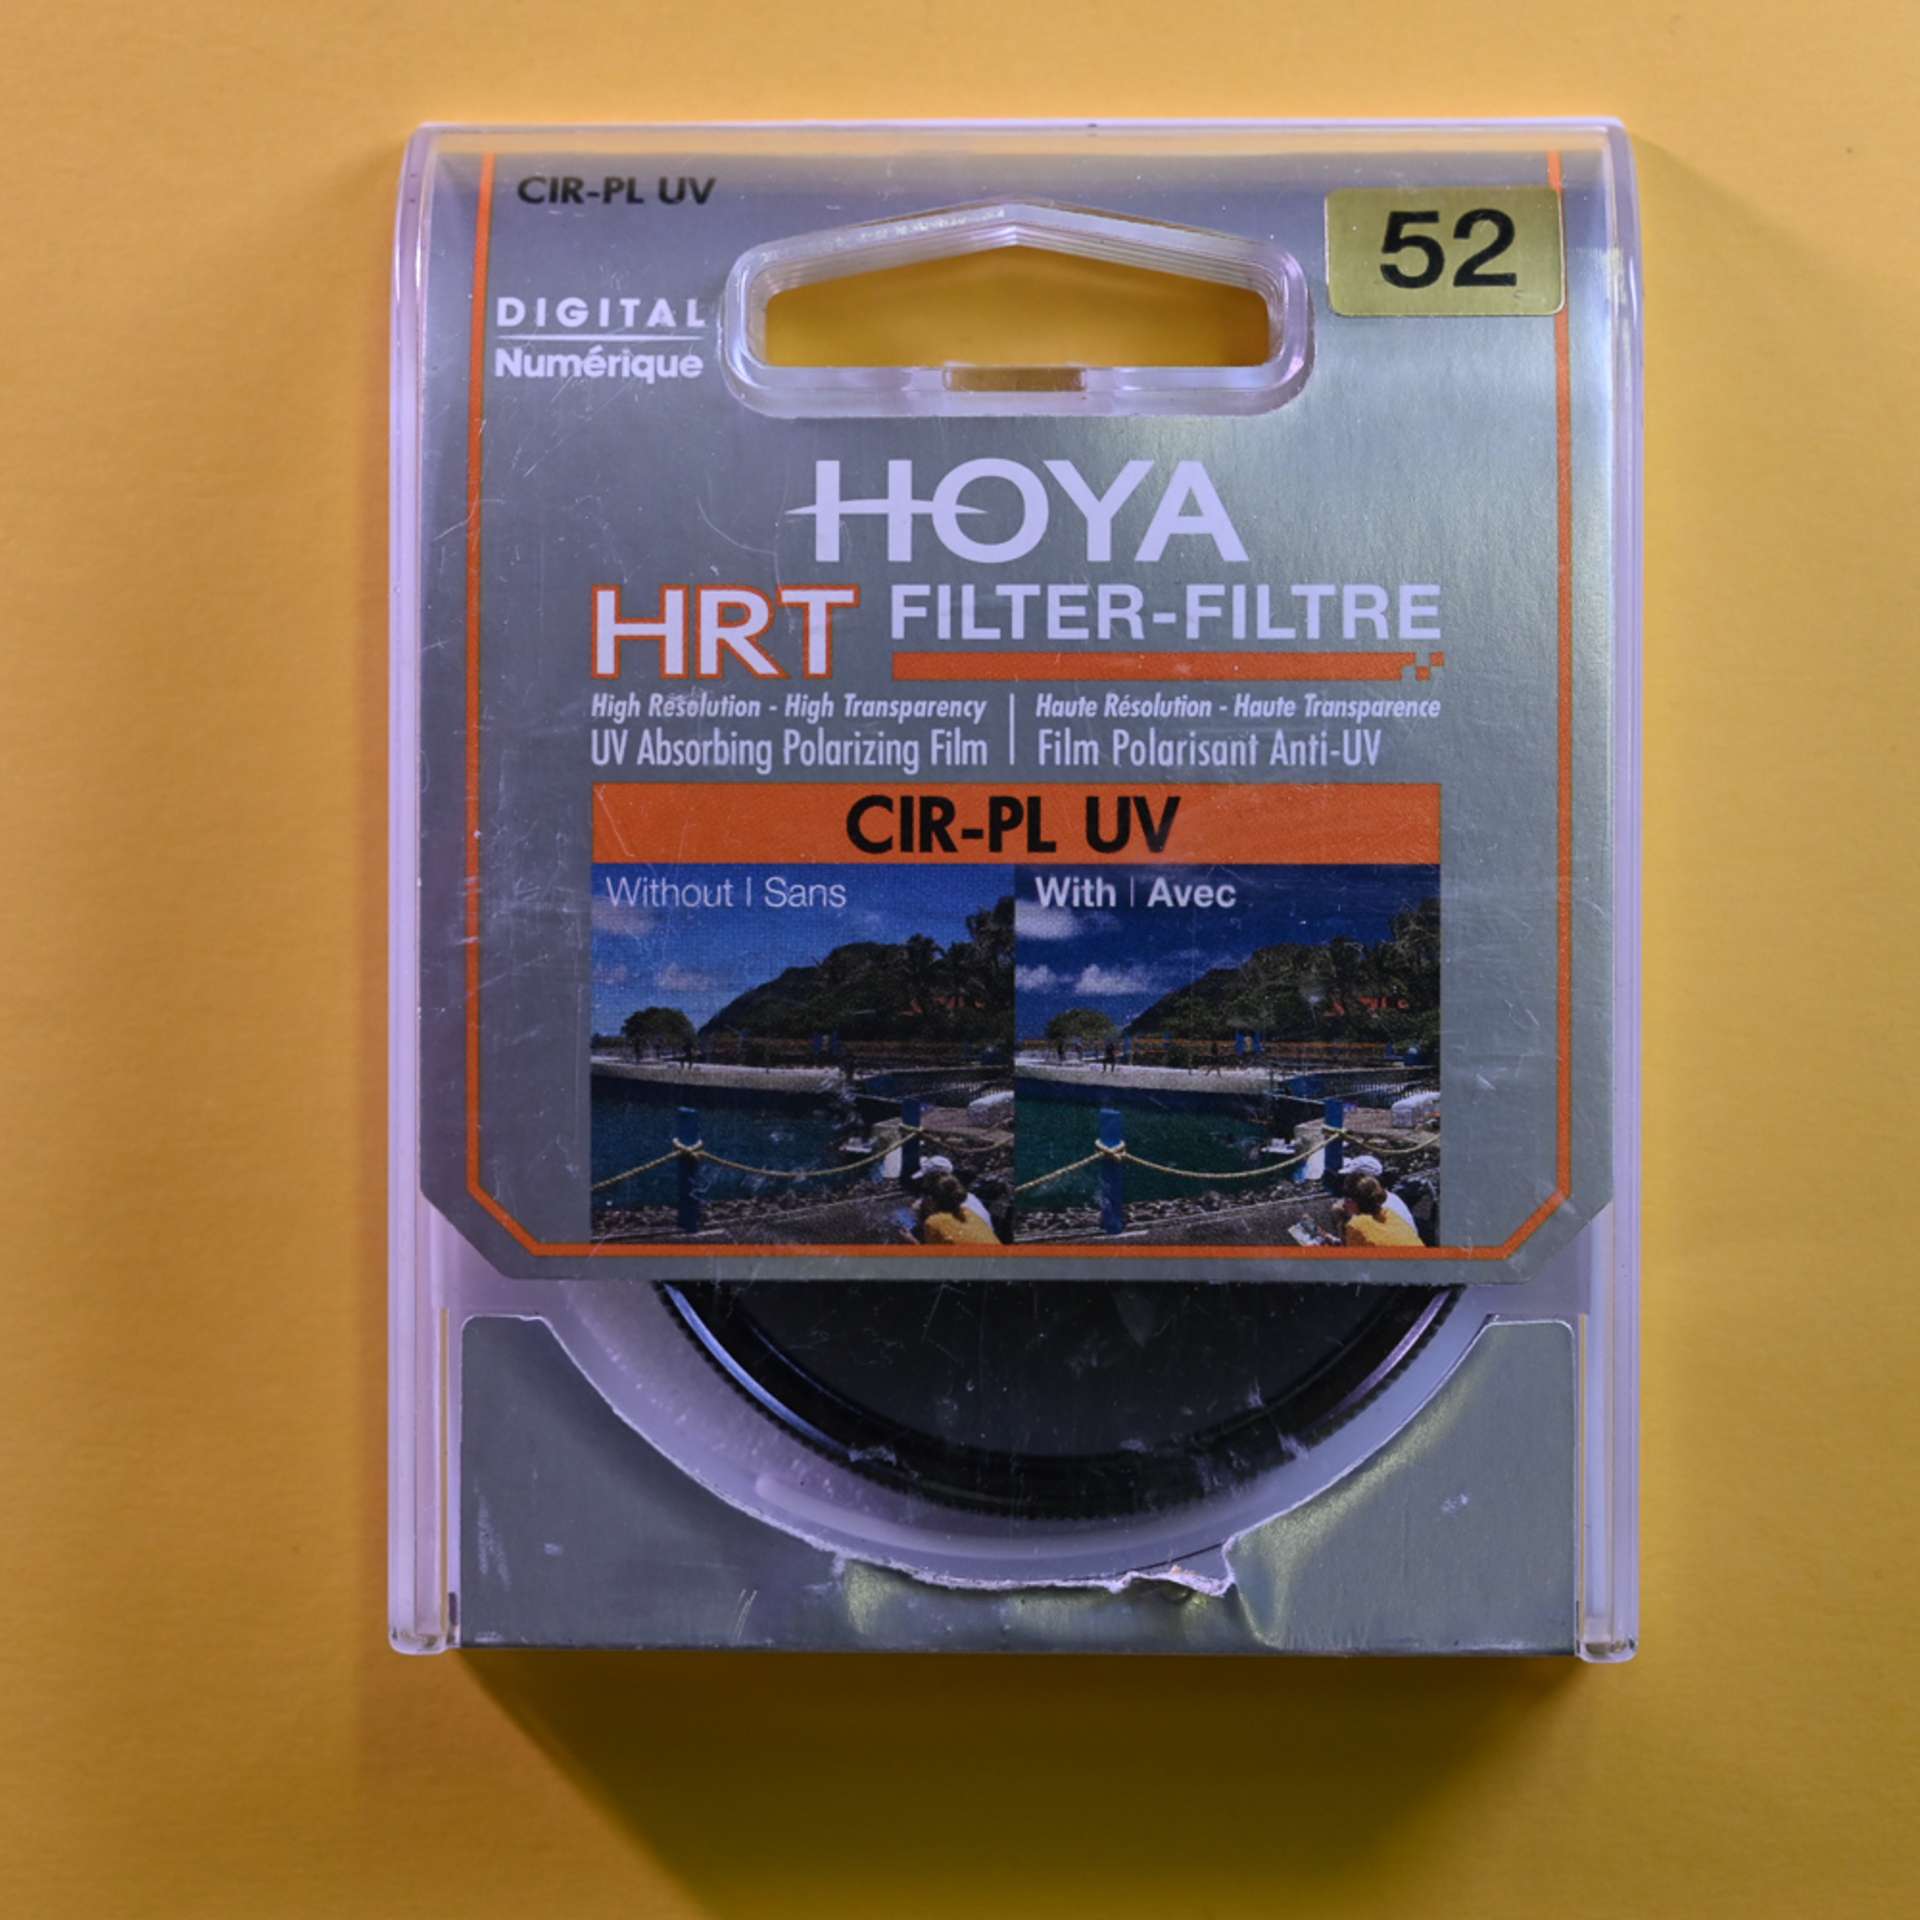 CIR-PL UV
52
DIGITAL
Numérique
HOYA
HRT FILTER-FILTRE
High Resolution - High Transparency | Haute Résolution - Haute Transparence
UV Absorbing Polarizing Film | Film Polarisant Anti-UV
CIR-PL UV
Without | Sans
With | Avec